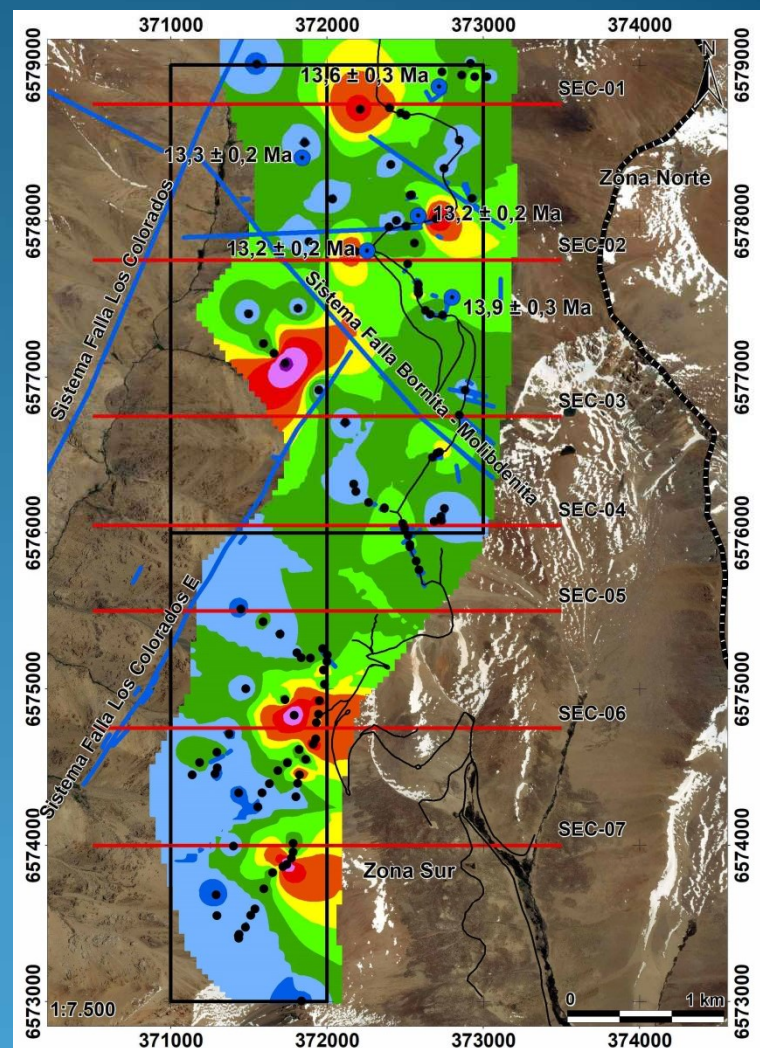 371000 372000 373000 374000
6579000
6579000
N
13,6 ± 0,3 Ma
SEC-01
13,3 ± 0,2 Ma
Zona Norte
Sistema Falla Los Colorados
6578000
6578000
13,2 ± 0,2 Ma
13,2 ± 0,2 Ma
SEC-02
Sistema Falla Bornita - Molibdenita
13,9 ± 0,3 Ma
6577000
6577000
SEC-03
6576000
6576000
SEC-04
SEC-05
Sistema Falla Los Colorados E
6575000
6575000
SEC-06
6574000
6574000
SEC-07
Zona Sur
6573000
6573000
1:7.500
0 1 km
371000 372000 373000 374000